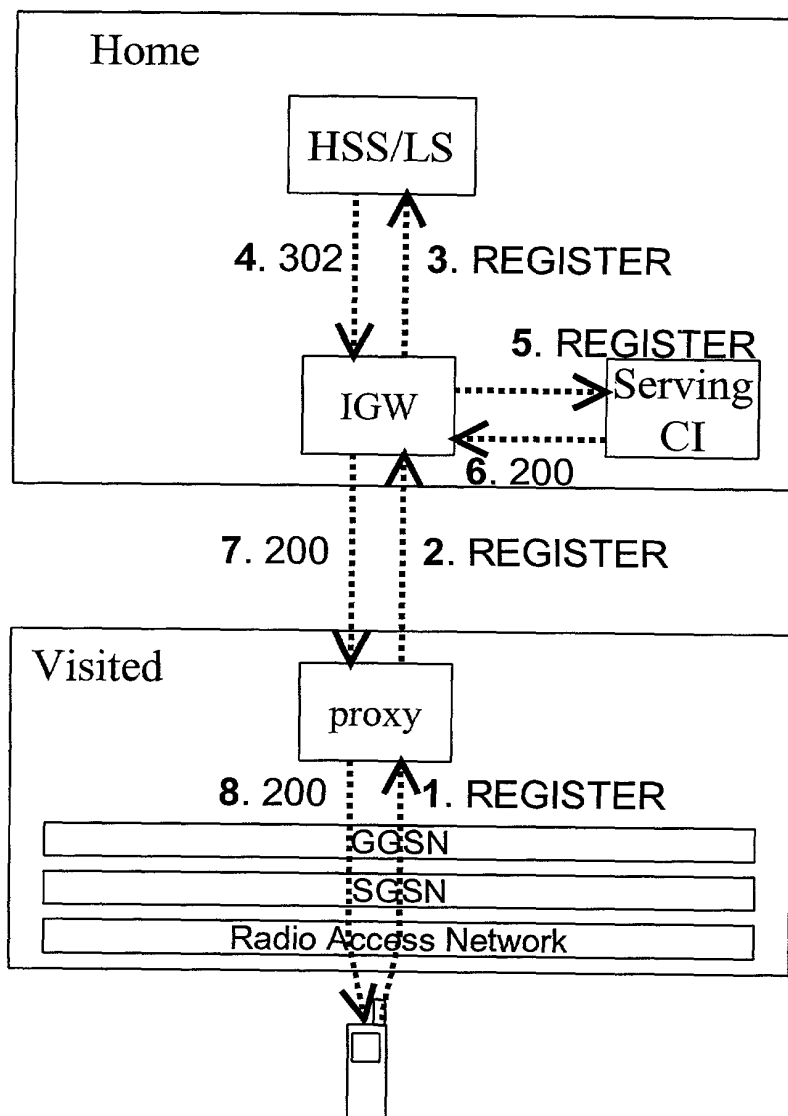 Home
HSS/LS
4. 302
3. REGISTER
5. REGISTER
IGW
Serving
CI
6. 200
7. 200
2. REGISTER
Visited
proxy
8. 200
1. REGISTER
GGSN
SGSN
Radio Access Network